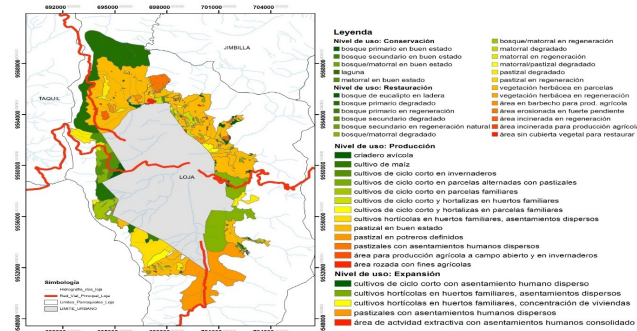 692000 695000 698000 701000 704000
JIMBILLA
TAQUIL
LOJA
Simbología
Hidrografia_viss_loja
Red_Vial_Principal_Loja
Limites_Parroquiales_Loja
LIMITE_URBANO
692000 695000 698000 701000 704000
Leyenda
Nivel de uso: Conservación
bosque primario en buen estado
bosque secundario en buen estado
bosque/matorral en buen estado
laguna
matorral en buen estado
Nivel de uso: Restauración
bosque de eucalipto en ladera
bosque primario degradado
bosque primario en regeneración
bosque secundario degradado
bosque secundario en regeneración natural
bosque/matorral degradado
bosque/matorral en regeneración
matorral degradado
matorral en regeneración
matorral/pastizal degradado
pastizal degradado
pastizal en regeneración
vegetación herbácea en parcelas
vegetación herbácea en regeneración
área en barbecho para prod. agrícola
área erosionada en fuerte pendiente
área incinerada en regeneración
área incinerada para producción agrícola
área sin cubierta vegetal para restaurar
Nivel de uso: Producción
criadero avícola
cultivo de maíz
cultivos de ciclo corto en invernaderos
cultivos de ciclo corto en parcelas alternadas con pastizales
cultivos de ciclo corto en parcelas familiares
cultivos de ciclo corto y hortalizas en huertos familiares
cultivos de ciclo corto y hortalizas en parcelas familiares
cultivos hortícolas en huertos familiares, asentamientos dispersos
pastizal en buen estado
pastizal en potreros definidos
pastizales con asentamientos humanos dispersos
área para producción agrícola a campo abierto y en invernaderos
área rozada con fines agrícolas
Nivel de uso: Expansión
cultivos de ciclo corto con asentamiento humano disperso
cultivos hortícolas en huertos familiares, asentamientos dispersos
cultivos hortícolas en huertos familiares, concentración de viviendas
pastizales con asentamientos humanos dispersos
área de actvidad extractiva con asentamientos humanos consolidados